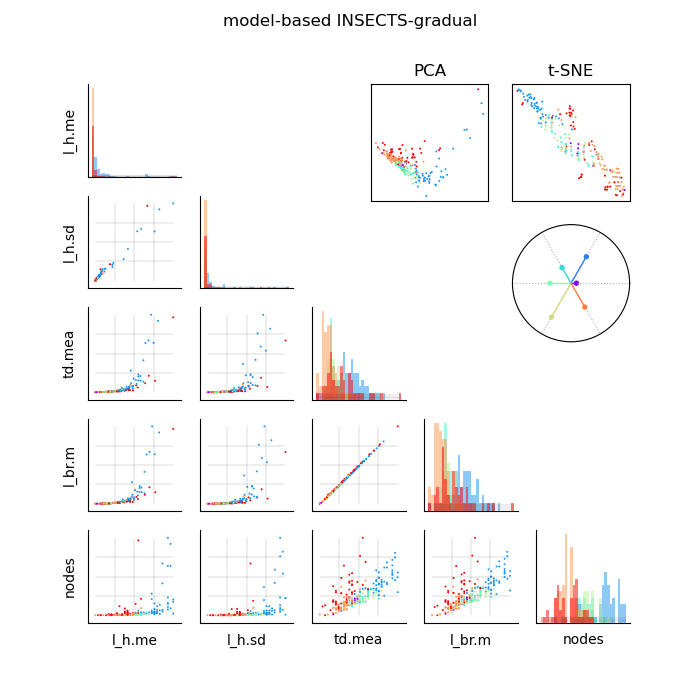 model-based INSECTS-gradual
PCA
t-SNE
l_h.me
l_h.sd
td.mea
l_br.m
nodes
l_h.me
l_h.sd
td.mea
l_br.m
nodes